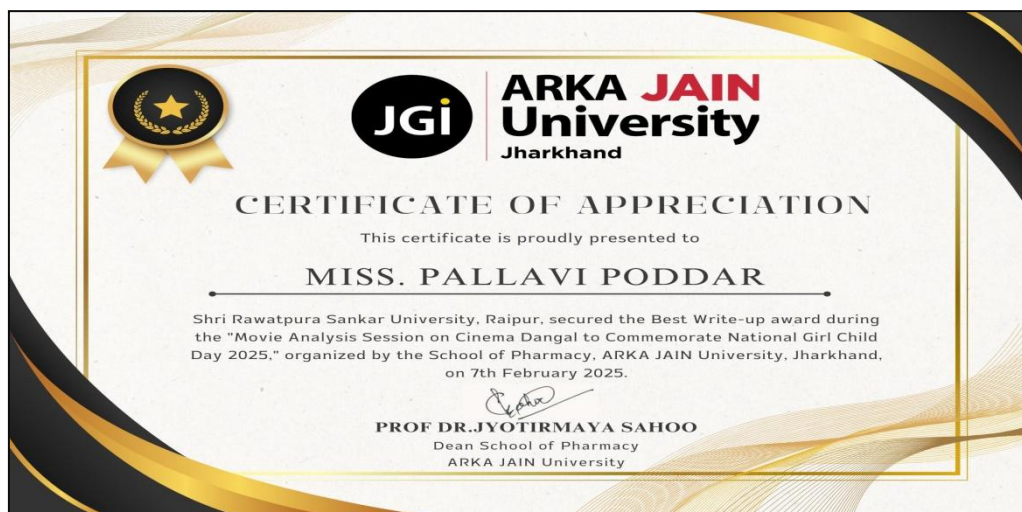 JGi
ARKA JAIN
University
Jharkhand
CERTIFICATE OF APPRECIATION
This certificate is proudly presented to
MISS. PALLAVI PODDAR
Shri Rawatpura Sankar University, Raipur, secured the Best Write-up award during
the "Movie Analysis Session on Cinema Dangal to Commemorate National Girl Child
Day 2025," organized by the School of Pharmacy, ARKA JAIN University, Jharkhand,
on 7th February 2025.
PROF DR.JYOTIRMAYA SAHOO
Dean School of Pharmacy
ARKA JAIN University